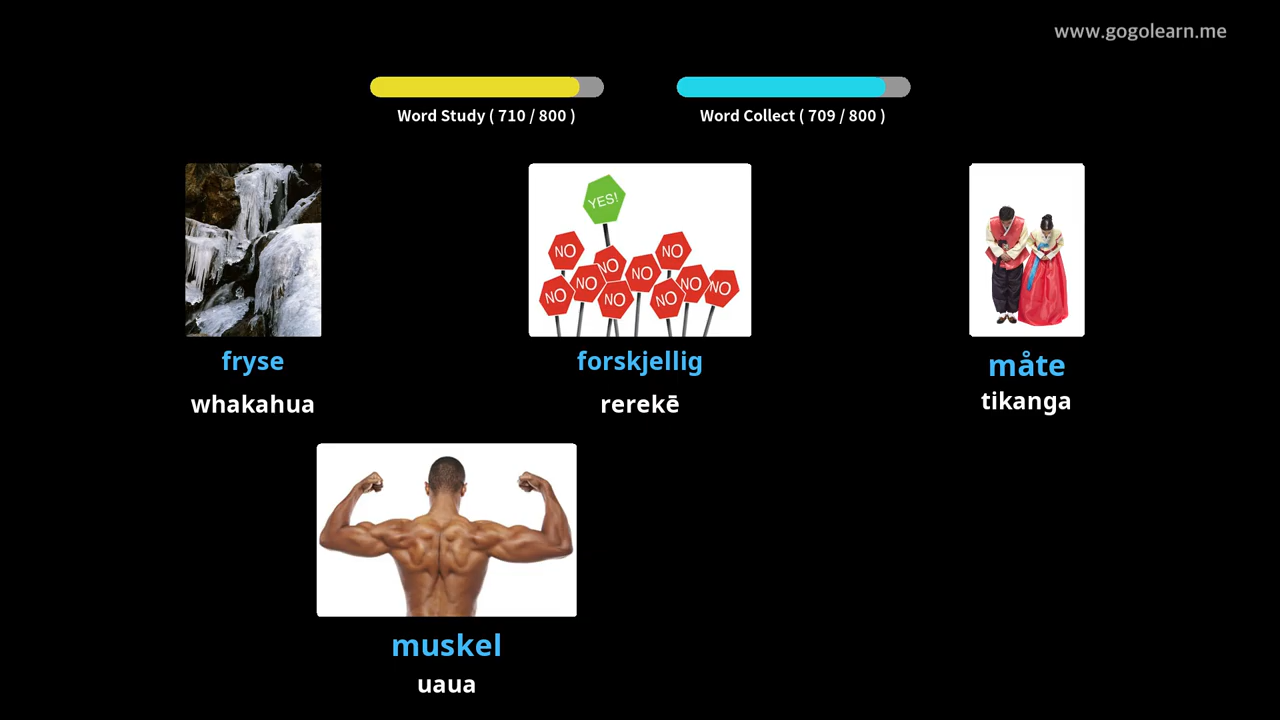 www.gogolearn.me
Word Study ( 710 / 800 )
Word Collect ( 709 / 800 )
YES!
NO
NO
NO
NO
NO
NO
NO
NO
NO
NO
fryse
forskjellig
måte
whakahua
rerekē
tikanga
muskel
uaua